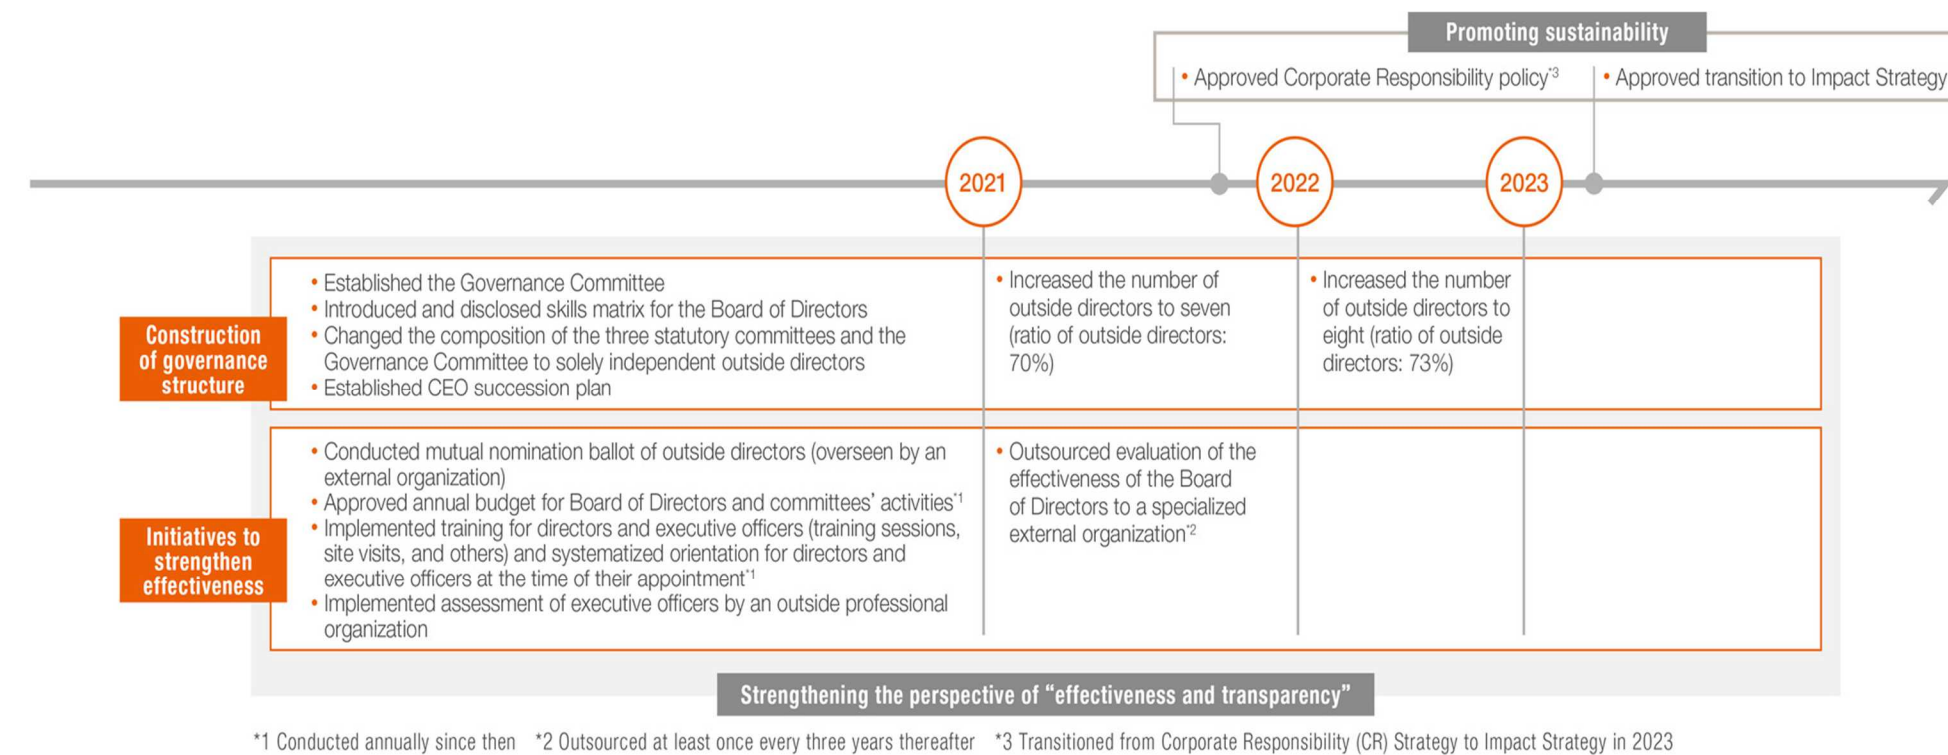 Promoting sustainability
• Approved Corporate Responsibility policy*3
• Approved transition to Impact Strategy
2021
2022
2023
Construction
of governance
structure
• Established the Governance Committee
• Introduced and disclosed skills matrix for the Board of Directors
• Changed the composition of the three statutory committees and the
Governance Committee to solely independent outside directors
• Established CEO succession plan
• Increased the number of
outside directors to seven
(ratio of outside directors:
70%)
• Increased the number
of outside directors to
eight (ratio of outside
directors: 73%)
Initiatives to
strengthen
effectiveness
• Conducted mutual nomination ballot of outside directors (overseen by an
external organization)
• Approved annual budget for Board of Directors and committees’ activities*1
• Implemented training for directors and executive officers (training sessions,
site visits, and others) and systematized orientation for directors and
executive officers at the time of their appointment*1
• Implemented assessment of executive officers by an outside professional
organization
• Outsourced evaluation of the
effectiveness of the Board
of Directors to a specialized
external organization*2
Strengthening the perspective of “effectiveness and transparency”
*1 Conducted annually since then *2 Outsourced at least once every three years thereafter *3 Transitioned from Corporate Responsibility (CR) Strategy to Impact Strategy in 2023